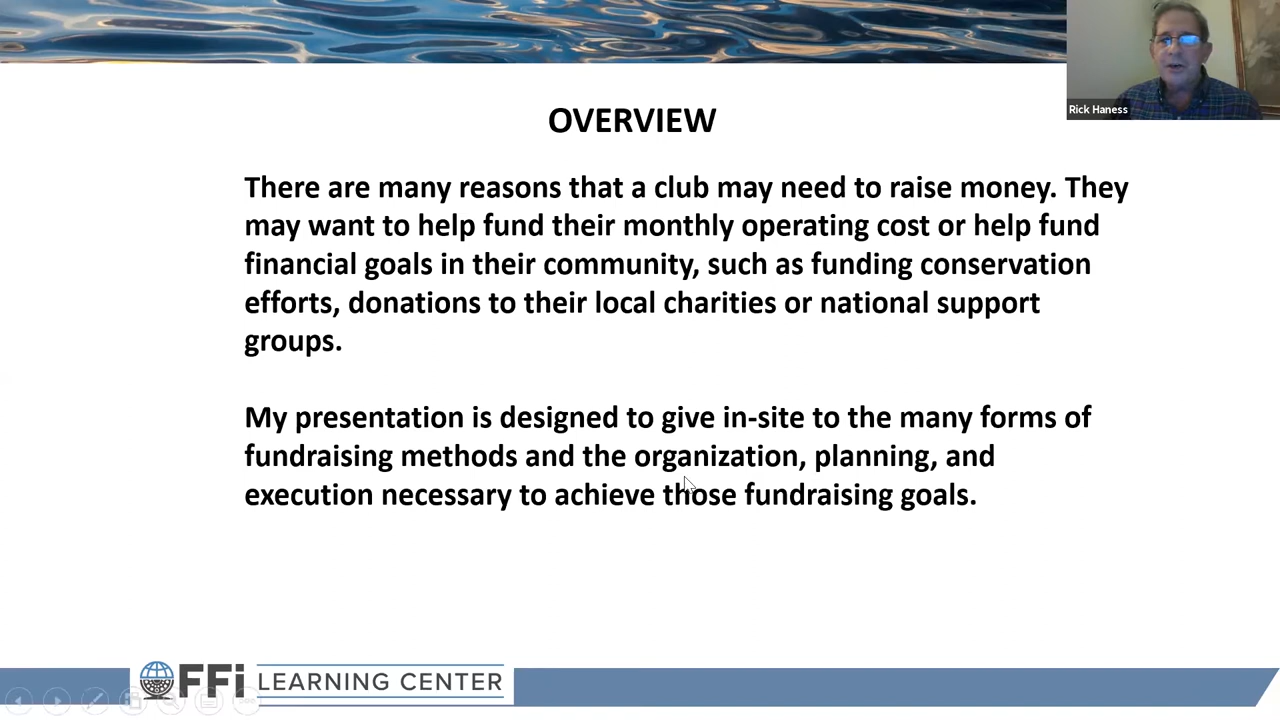 Rick Haness
OVERVIEW
There are many reasons that a club may need to raise money. They
may want to help fund their monthly operating cost or help fund
financial goals in their community, such as funding conservation
efforts, donations to their local charities or national support
groups.
My presentation is designed to give in-site to the many forms of
fundraising methods and the organization, planning, and
execution necessary to achieve those fundraising goals.
FFi LEARNING CENTER